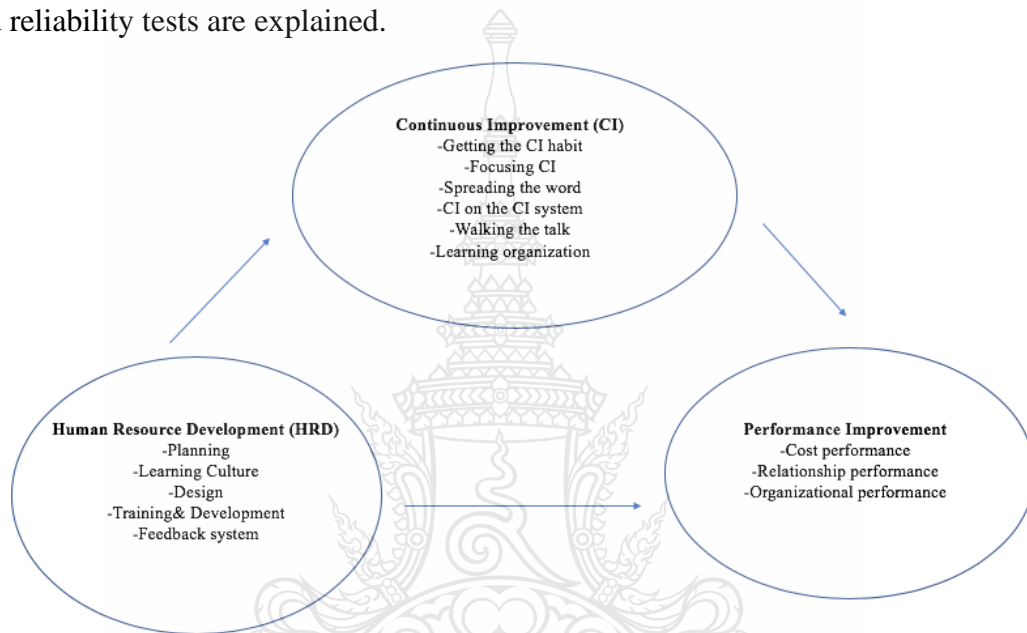 reliability tests are explained.
Continuous Improvement (CI)
-Getting the CI habit
-Focusing CI
-Spreading the word
-CI on the CI system
-Walking the talk
-Learning organization
Human Resource Development (HRD)
-Planning
-Learning Culture
-Design
-Training& Development
-Feedback system
Performance Improvement
-Cost performance
-Relationship performance
-Organizational performance